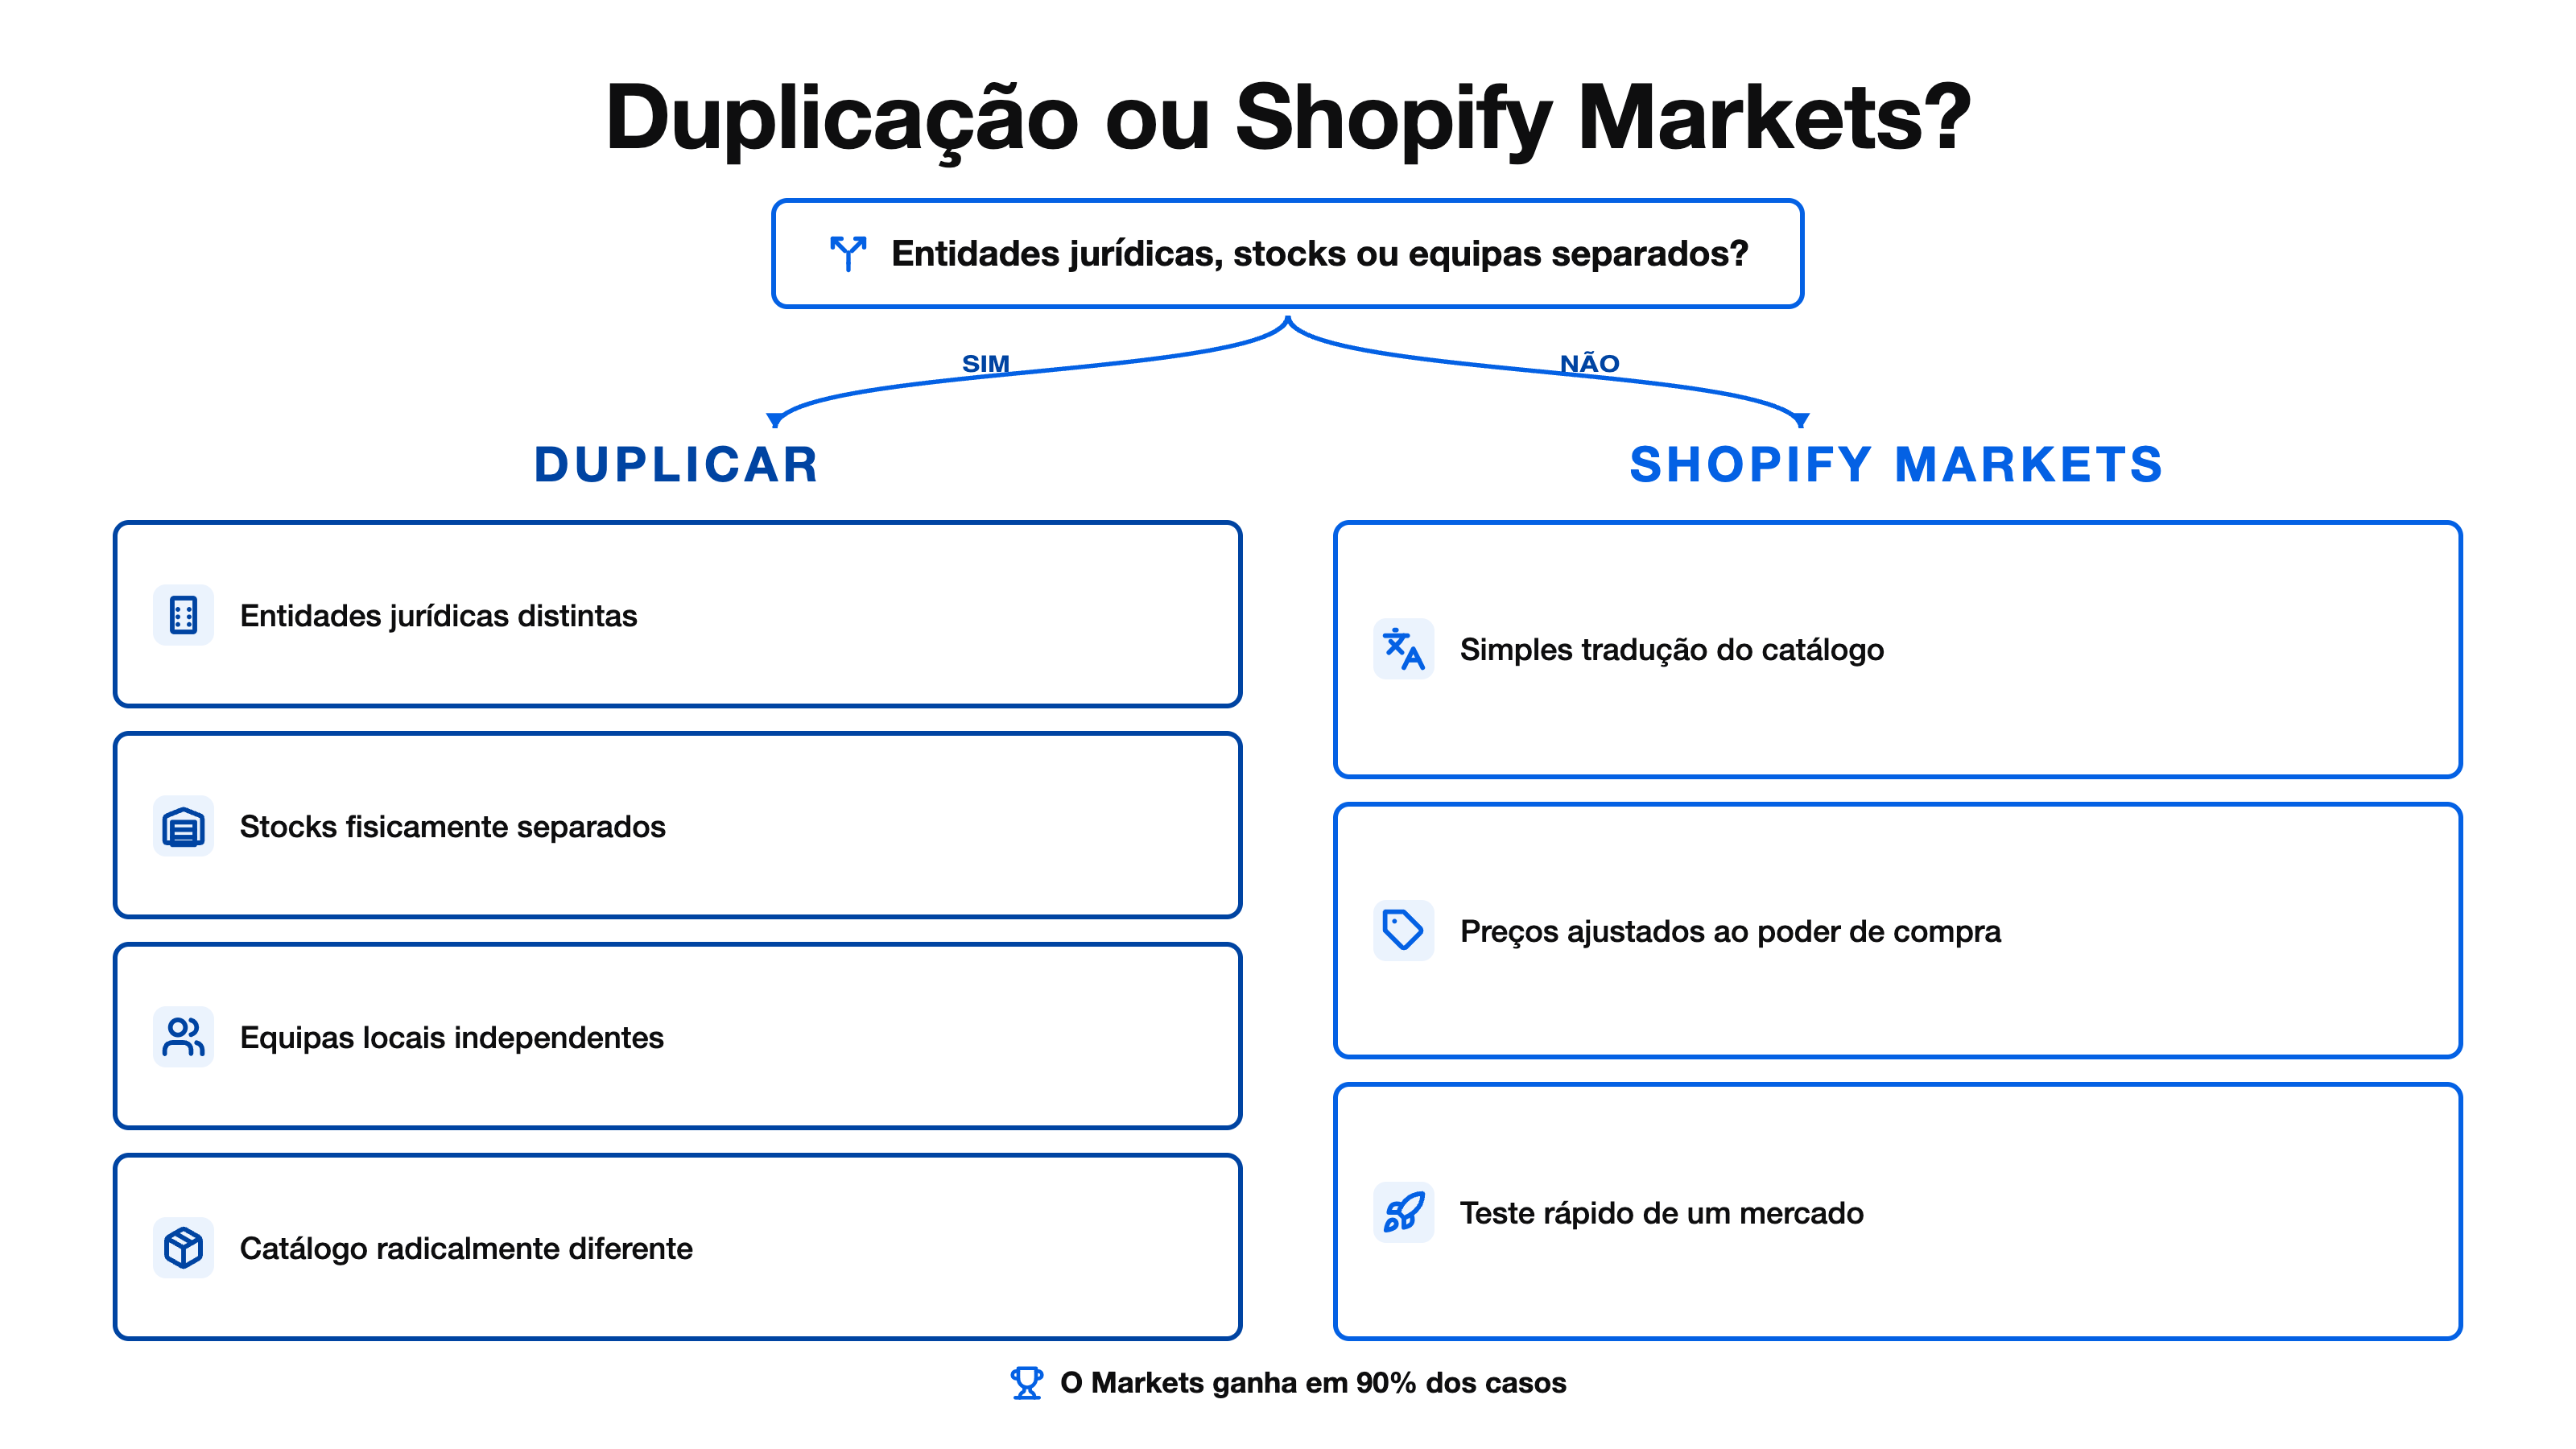 Duplicação ou Shopify Markets?
Entidades jurídicas, stocks ou equipas separados?
SIM
NÃO
DUPLICAR
Entidades jurídicas distintas
Stocks fisicamente separados
Equipas locais independentes
Catálogo radicalmente diferente
SHOPIFY MARKETS
Simples tradução do catálogo
Preços ajustados ao poder de compra
Teste rápido de um mercado
O Markets ganha em 90% dos casos